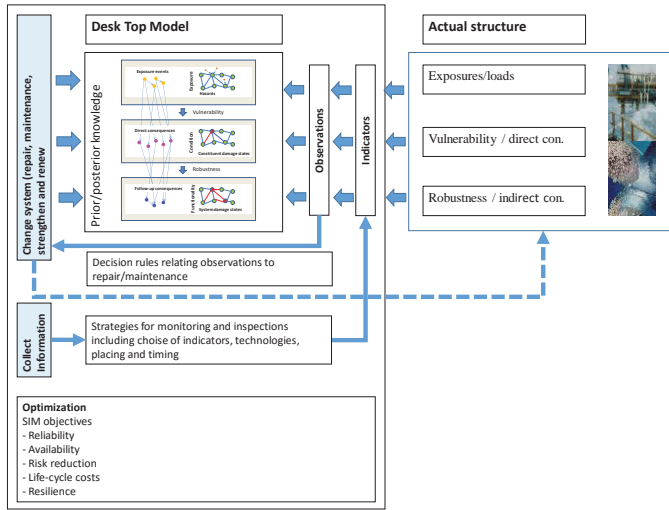 Desk Top Model
Actual structure
Change system (repair, maintenance,
strengthen and renew
Prior/posterior knowledge
Exposure events
Exposure
Hazards
Vulnerability
Direct consequences
Condition
Constituent damage states
Robustness
Follow-up consequences
Functionality
System damage states
Observations
Indicators
Exposures/loads
Vulnerability / direct con.
Robustness / indirect con.
Decision rules relating observations to
repair/maintenance
Collect
Information
Strategies for monitoring and inspections
including choise of indicators, technologies,
placing and timing
Optimization
SIM objectives
- Reliability
- Availability
- Risk reduction
- Life-cycle costs
- Resilience